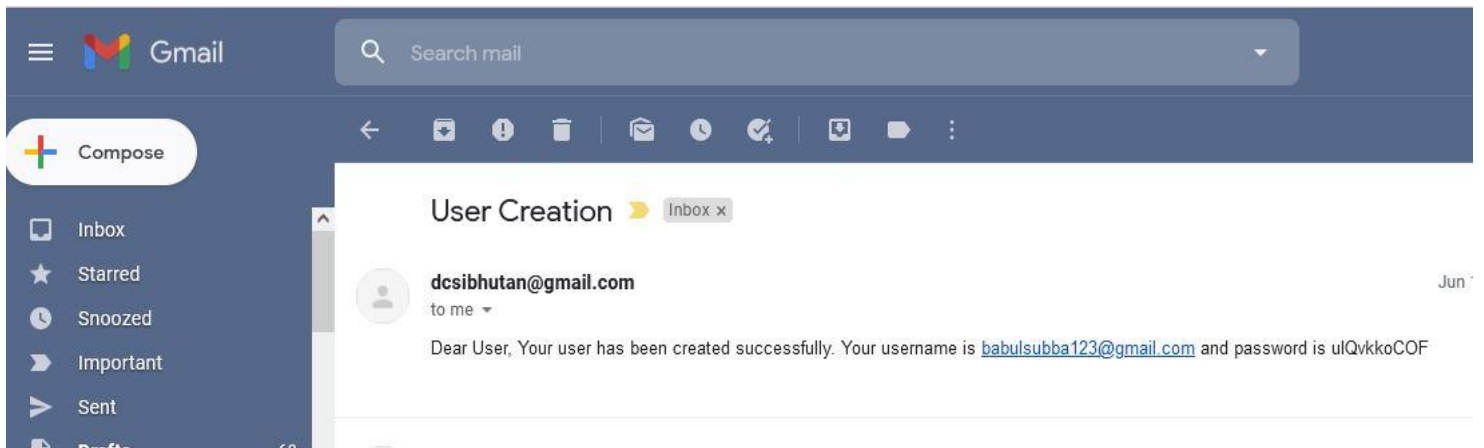 Gmail
Search mail
Compose
User Creation
Inbox x
Inbox
Starred
dcsibhutan@gmail.com
Jun
to me
Snoozed
Dear User, Your user has been created successfully. Your username is babulsubba123@gmail.com and password is ulQvkkoCOF
Important
Sent